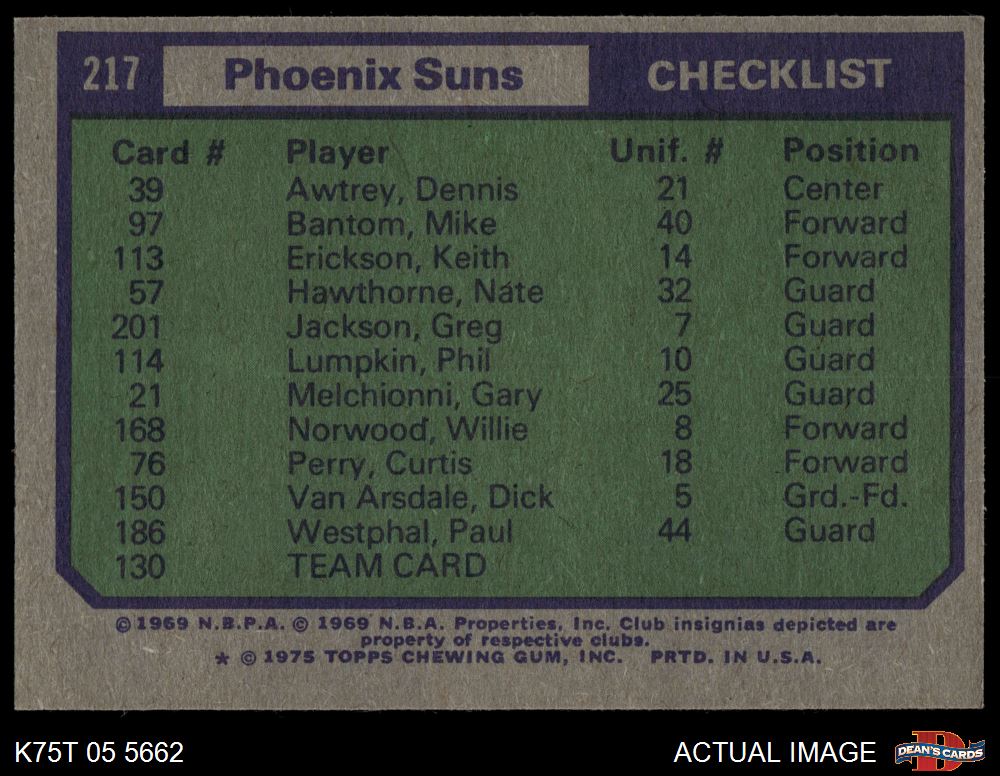 217 Phoenix Suns CHECKLIST
Card # Player Unif. # Position
39 Awtrey, Dennis 21 Center
97 Bantom, Mike 40 Forward
113 Erickson, Keith 14 Forward
57 Hawthorne, Nate 32 Guard
201 Jackson, Greg 7 Guard
114 Lumpkin, Phil 10 Guard
21 Melchionni, Gary 25 Guard
168 Norwood, Willie 8 Forward
76 Perry, Curtis 18 Forward
150 Van Arsdale, Dick 5 Grd.-Fd.
186 Westphal, Paul 44 Guard
130 TEAM CARD
© 1969 N.B.P.A. © 1969 N.B.A. Properties, Inc. Club insignias depicted are
property of respective clubs.
* © 1975 TOPPS CHEWING GUM, INC. PRTD. IN U.S.A.
K75T 05 5662 ACTUAL IMAGE DEAN'S CARDS